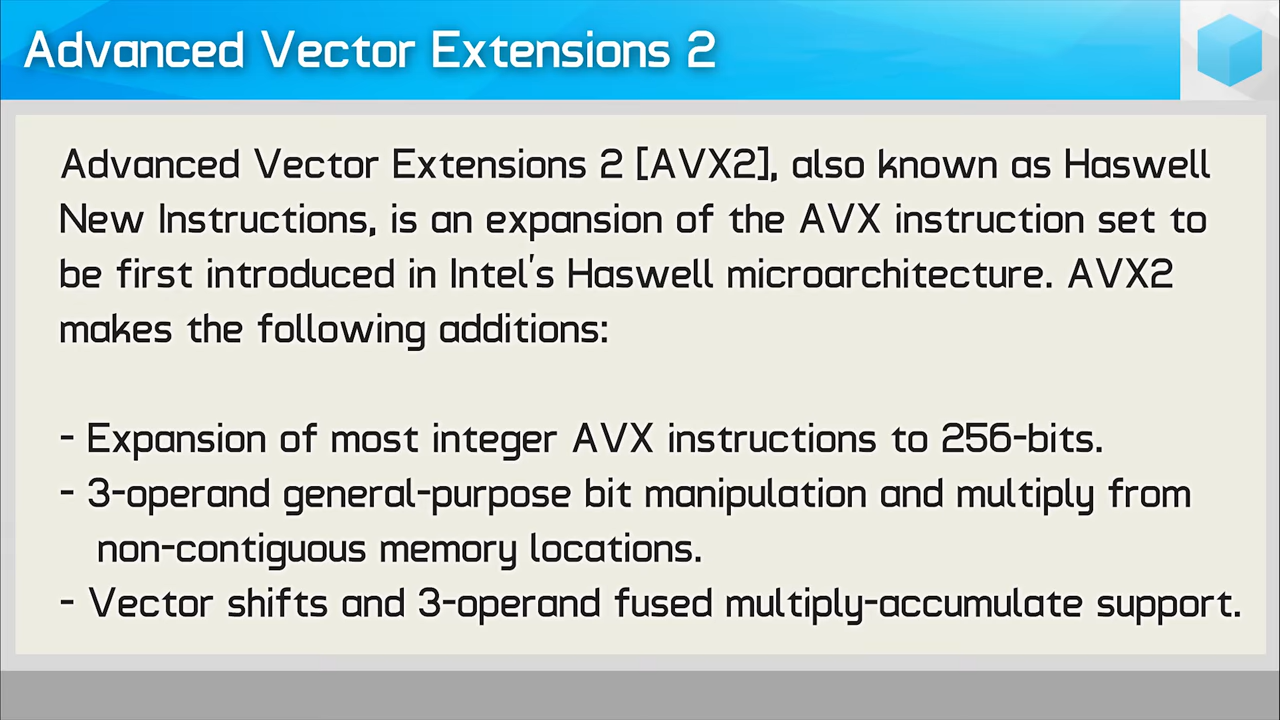 Advanced Vector Extensions 2
Advanced Vector Extensions 2 [AVX2], also known as Haswell
New Instructions, is an expansion of the AVX instruction set to
be first introduced in Intel's Haswell microarchitecture. AVX2
makes the following additions:
- Expansion of most integer AVX instructions to 256-bits.
- 3-operand general-purpose bit manipulation and multiply from
non-contiguous memory locations.
- Vector shifts and 3-operand fused multiply-accumulate support.